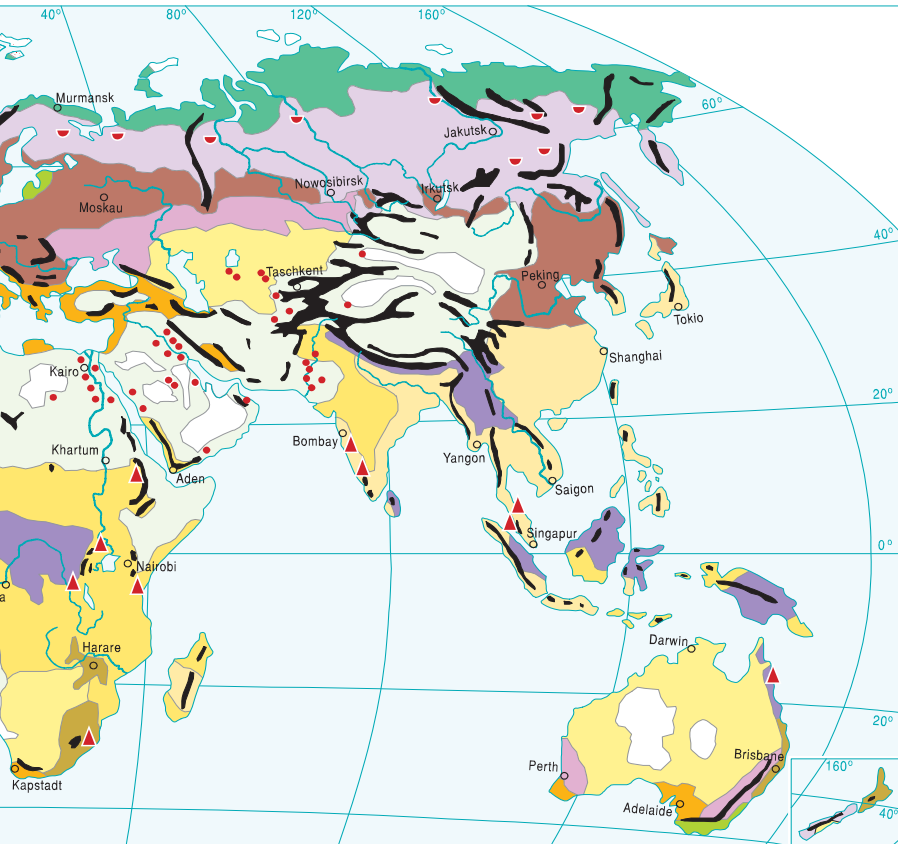 40°
80°
120°
160°
Murmansk
60°
Jakutsk
Nowosibirsk
Irkutsk
Moskau
40°
Taschkent
Peking
Tokio
Shanghai
Kairo
20°
Bombay
Khartum
Yangon
Aden
Saigon
Singapur
0°
Nairobi
a
Darwin
Harare
20°
Brisbane
160°
Perth
Kapstadt
Adelaide
40°